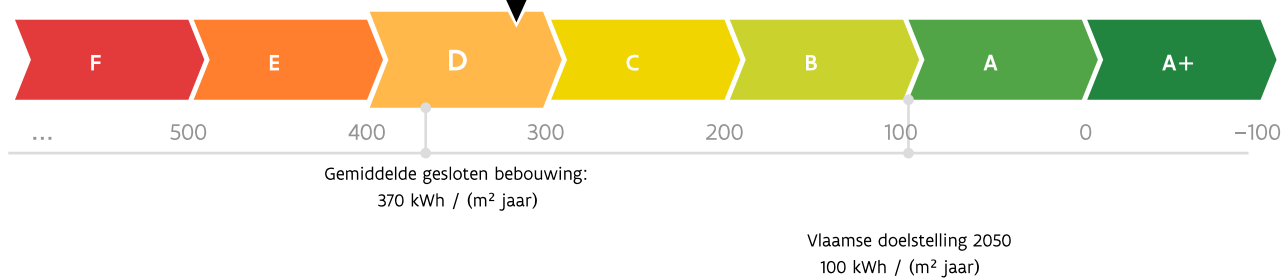 F E D C B A A+
... 500 400 300 200 100 0 −100
Gemiddelde gesloten bebouwing:
370 kWh / (m² jaar)
Vlaamse doelstelling 2050
100 kWh / (m² jaar)